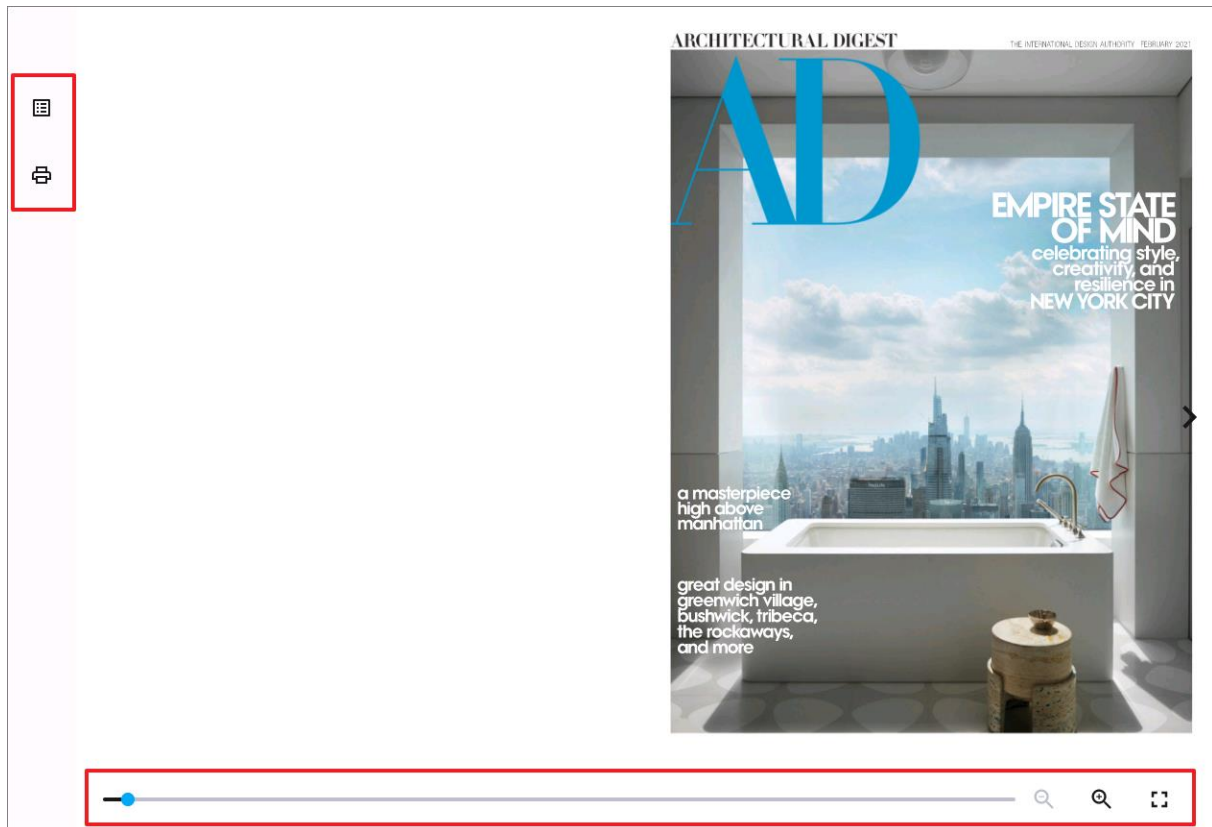 ARCHITECTURAL DIGEST
THE INTERNATIONAL DESIGN AUTHORITY FEBRUARY 2021
AD
EMPIRE STATE
OF MIND
celebrating style,
creativity, and
resilience in
NEW YORK CITY
a masterpiece
high above
manhattan
great design in
greenwich village,
bushwick, tribeca,
the rockaways,
and more